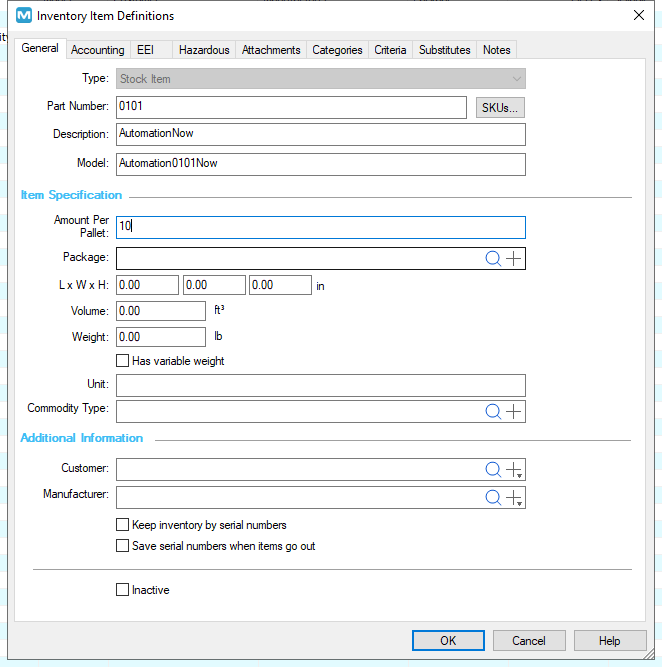 Inventory Item Definitions
General Accounting EEI Hazardous Attachments Categories Criteria Substitutes Notes
Type: Stock Item
Part Number: 0101 SKUs...
Description: AutomationNow
Model: Automation0101Now
Item Specification
Amount Per
Pallet: 10
Package:
L x W x H: 0.00 0.00 0.00 in
Volume: 0.00 ft³
Weight: 0.00 lb
Has variable weight
Unit:
Commodity Type:
Additional Information
Customer:
Manufacturer:
Keep inventory by serial numbers
Save serial numbers when items go out
Inactive
OK Cancel Help